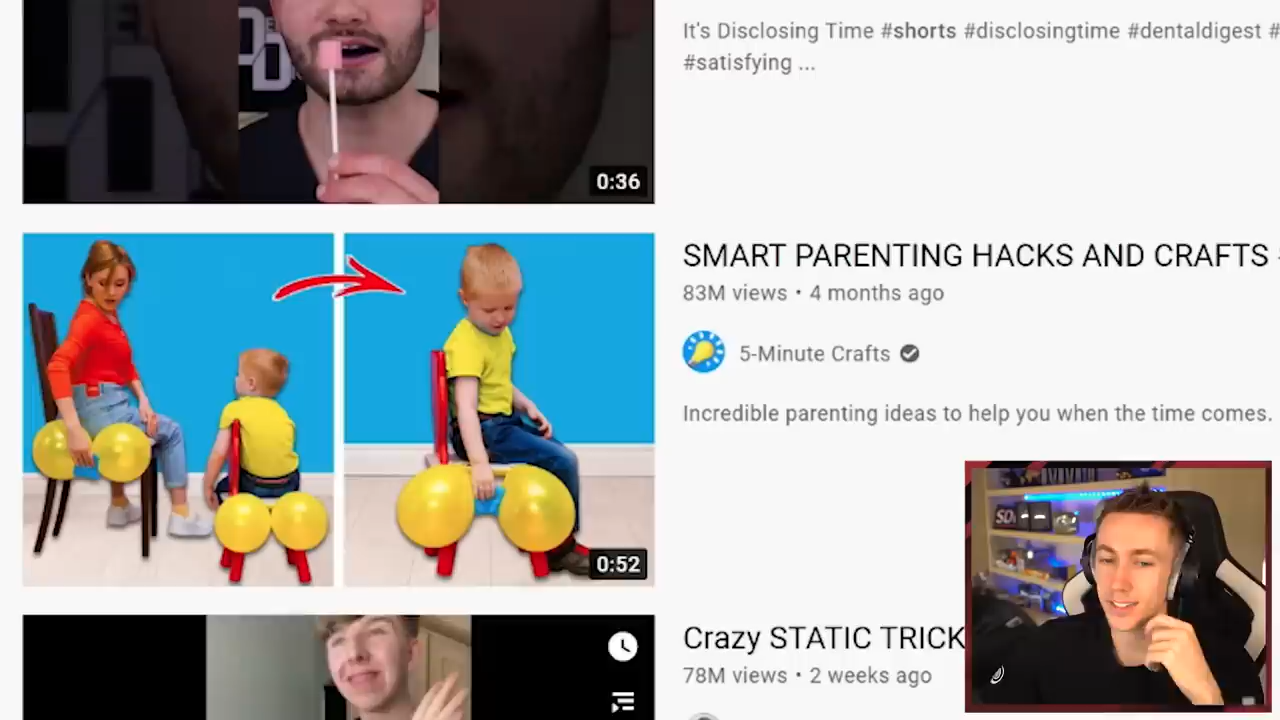 It's Disclosing Time #shorts #disclosingtime #dentaldigest #
#satisfying ...
0:36
SMART PARENTING HACKS AND CRAFTS
83M views • 4 months ago
5-Minute Crafts
Incredible parenting ideas to help you when the time comes.
0:52
Crazy STATIC TRICK
78M views • 2 weeks ago